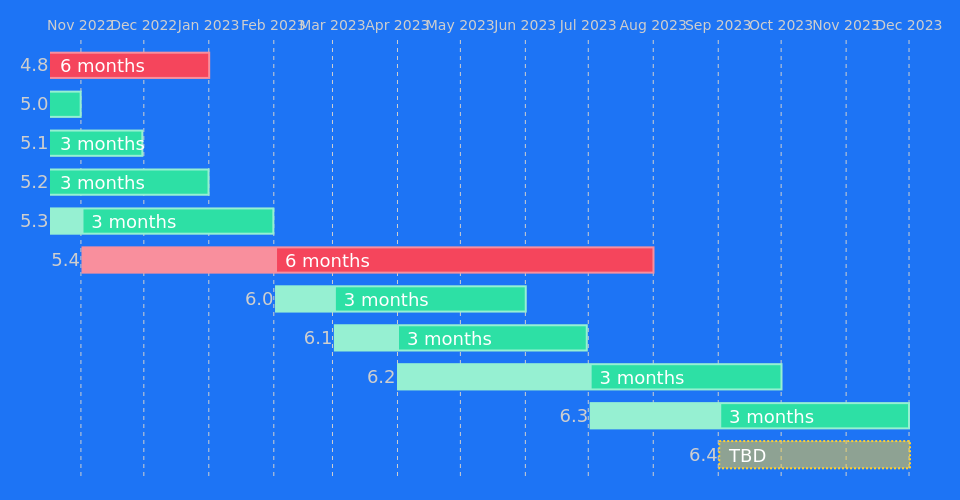 Nov 2022 Dec 2022 Jan 2023 Feb 2023 Mar 2023 Apr 2023 May 2023 Jun 2023 Jul 2023 Aug 2023 Sep 2023 Oct 2023 Nov 2023 Dec 2023
4.8 6 months
5.0
5.1 3 months
5.2 3 months
5.3 3 months
5.4 6 months
6.0 3 months
6.1 3 months
6.2 3 months
6.3 3 months
6.4 TBD